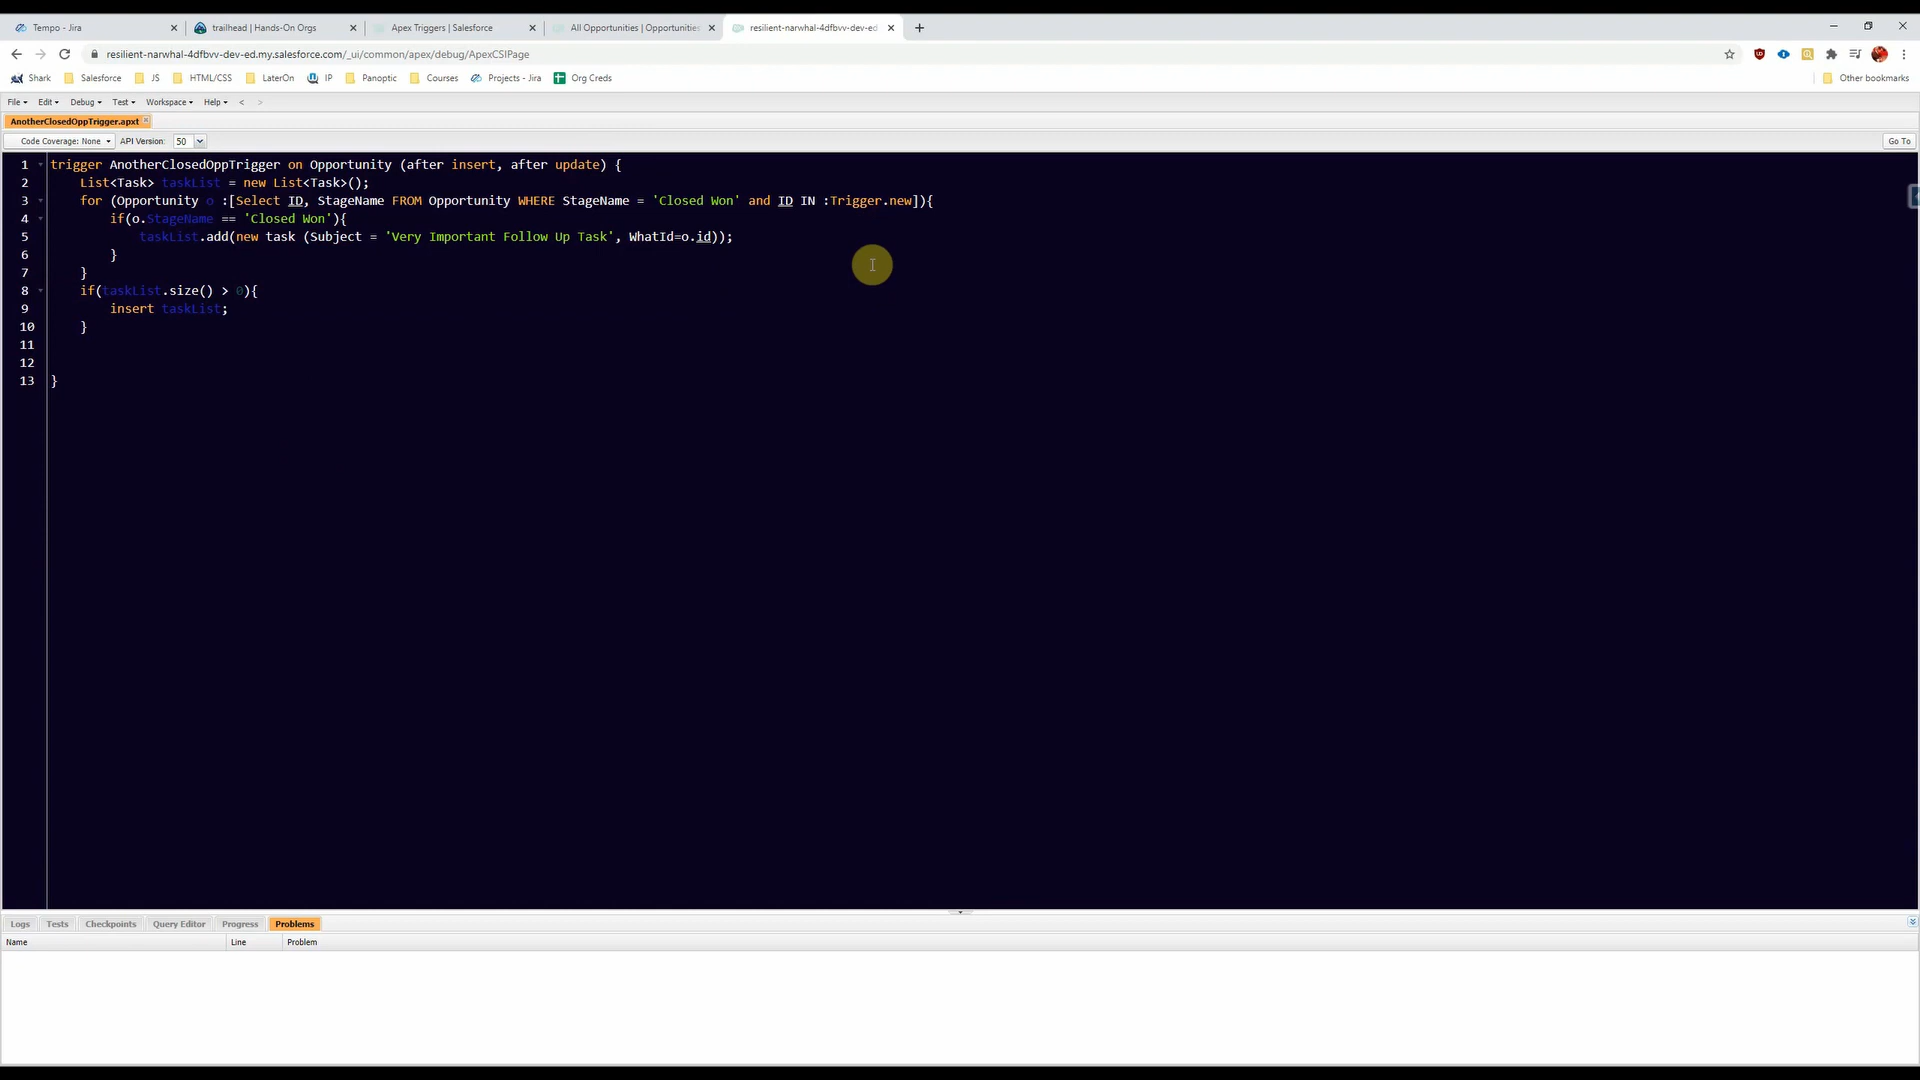 Tempo - Jira
trailhead | Hands-On Orgs
Apex Triggers | Salesforce
All Opportunities | Opportunities
resilient-narwhal-4dfbvv-dev-ed
resilient-narwhal-4dfbvv-dev-ed.my.salesforce.com/_ui/common/apex/debug/ApexCSIPage
Shark
Salesforce
JS
HTML/CSS
LaterOn
IP
Panoptic
Courses
Projects - Jira
Org Creds
Other bookmarks
File
Edit
Debug
Test
Workspace
Help
<
>
AnotherClosedOppTrigger.apxt
Code Coverage: None
API Version:
50
Go To
1 trigger AnotherClosedOppTrigger on Opportunity (after insert, after update) {
2 List<Task> taskList = new List<Task>();
3 for (Opportunity o :[Select ID, StageName FROM Opportunity WHERE StageName = 'Closed Won' and ID IN :Trigger.new]){
4 if(o.StageName == 'Closed Won'){
5 taskList.add(new task (Subject = 'Very Important Follow Up Task', WhatId=o.id));
6 }
7 }
8 if(taskList.size() > 0){
9 insert taskList;
10 }
11
12
13 }
Logs
Tests
Checkpoints
Query Editor
Progress
Problems
Name
Line
Problem